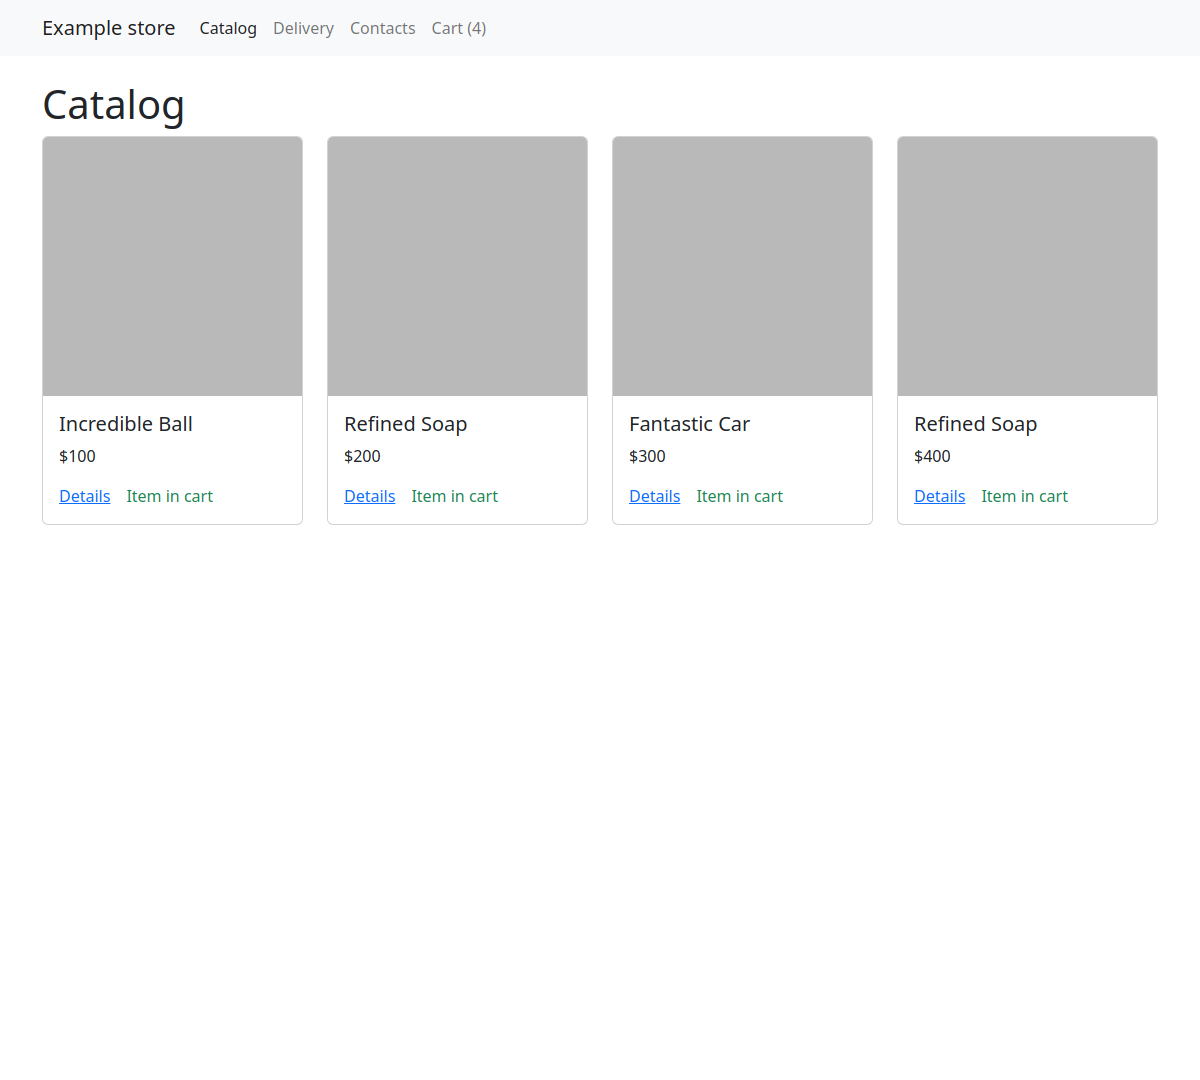 Example store Catalog Delivery Contacts Cart (4)
Catalog
Incredible Ball
$100
Details Item in cart
Refined Soap
$200
Details Item in cart
Fantastic Car
$300
Details Item in cart
Refined Soap
$400
Details Item in cart